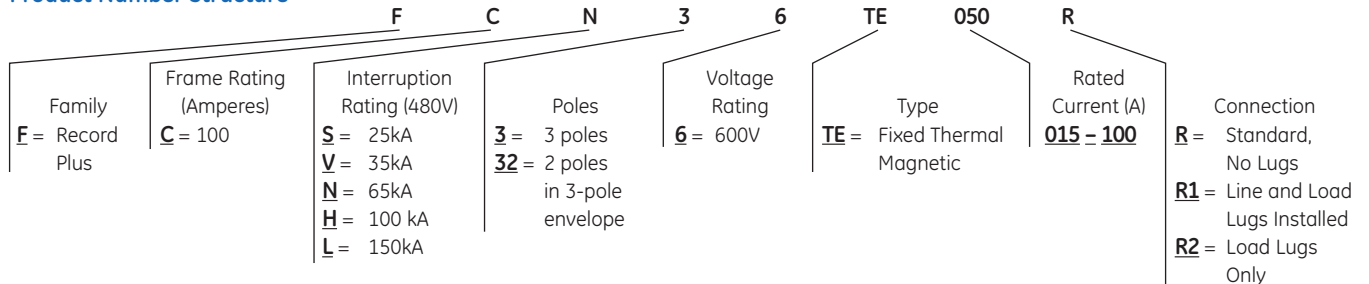 Product Number Structure
F C N 3 6 TE 050 R
Family
F = Record
Plus
Frame Rating
(Amperes)
C = 100
Interruption
Rating (480V)
S = 25kA
V = 35kA
N = 65kA
H = 100 kA
L = 150kA
Poles
3 = 3 poles
32 = 2 poles
in 3-pole
envelope
Voltage
Rating
6 = 600V
Type
TE = Fixed Thermal
Magnetic
Rated
Current (A)
015 – 100
Connection
R = Standard,
No Lugs
R1 = Line and Load
Lugs Installed
R2 = Load Lugs
Only